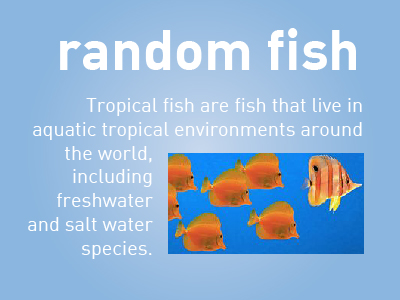 random fish
Tropical fish are fish that live in
aquatic tropical environments around
the world,
including
freshwater
and salt water
species.